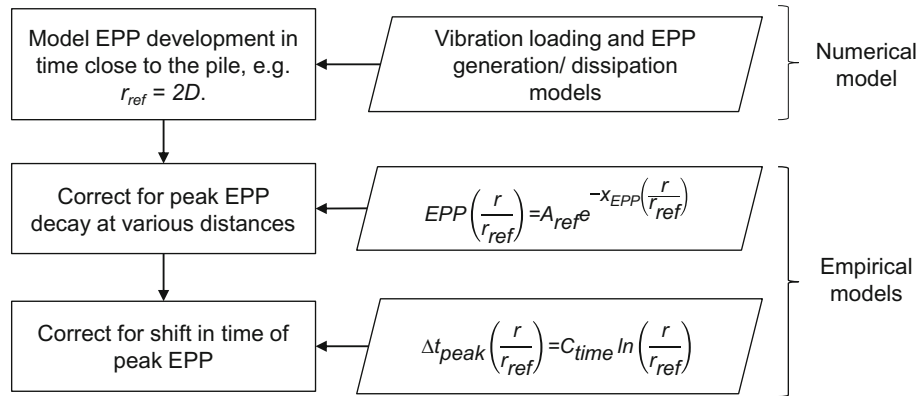 Model EPP development in
time close to the pile, e.g.
r_ref = 2D.
Vibration loading and EPP
generation/ dissipation
models
Numerical
model
Correct for peak EPP
decay at various distances
EPP(r/r_ref)=A_ref e^{-x_EPP(r/r_ref)}
Empirical
models
Correct for shift in time of
peak EPP
Δt_peak(r/r_ref)=C_time ln(r/r_ref)